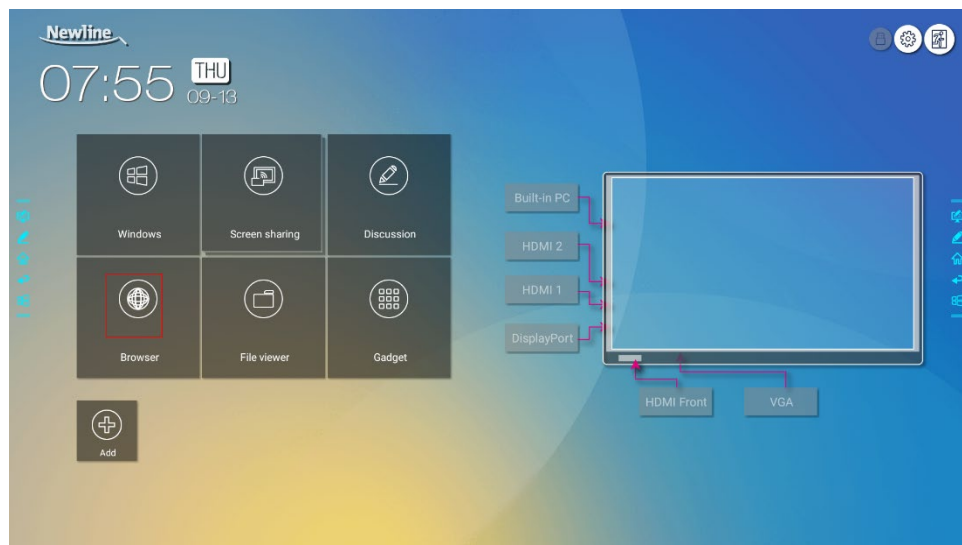 Newline
07:55
THU
09-13
Windows
Screen sharing
Discussion
Browser
File viewer
Gadget
Add
Built-in PC
HDMI 2
HDMI 1
DisplayPort
HDMI Front
VGA